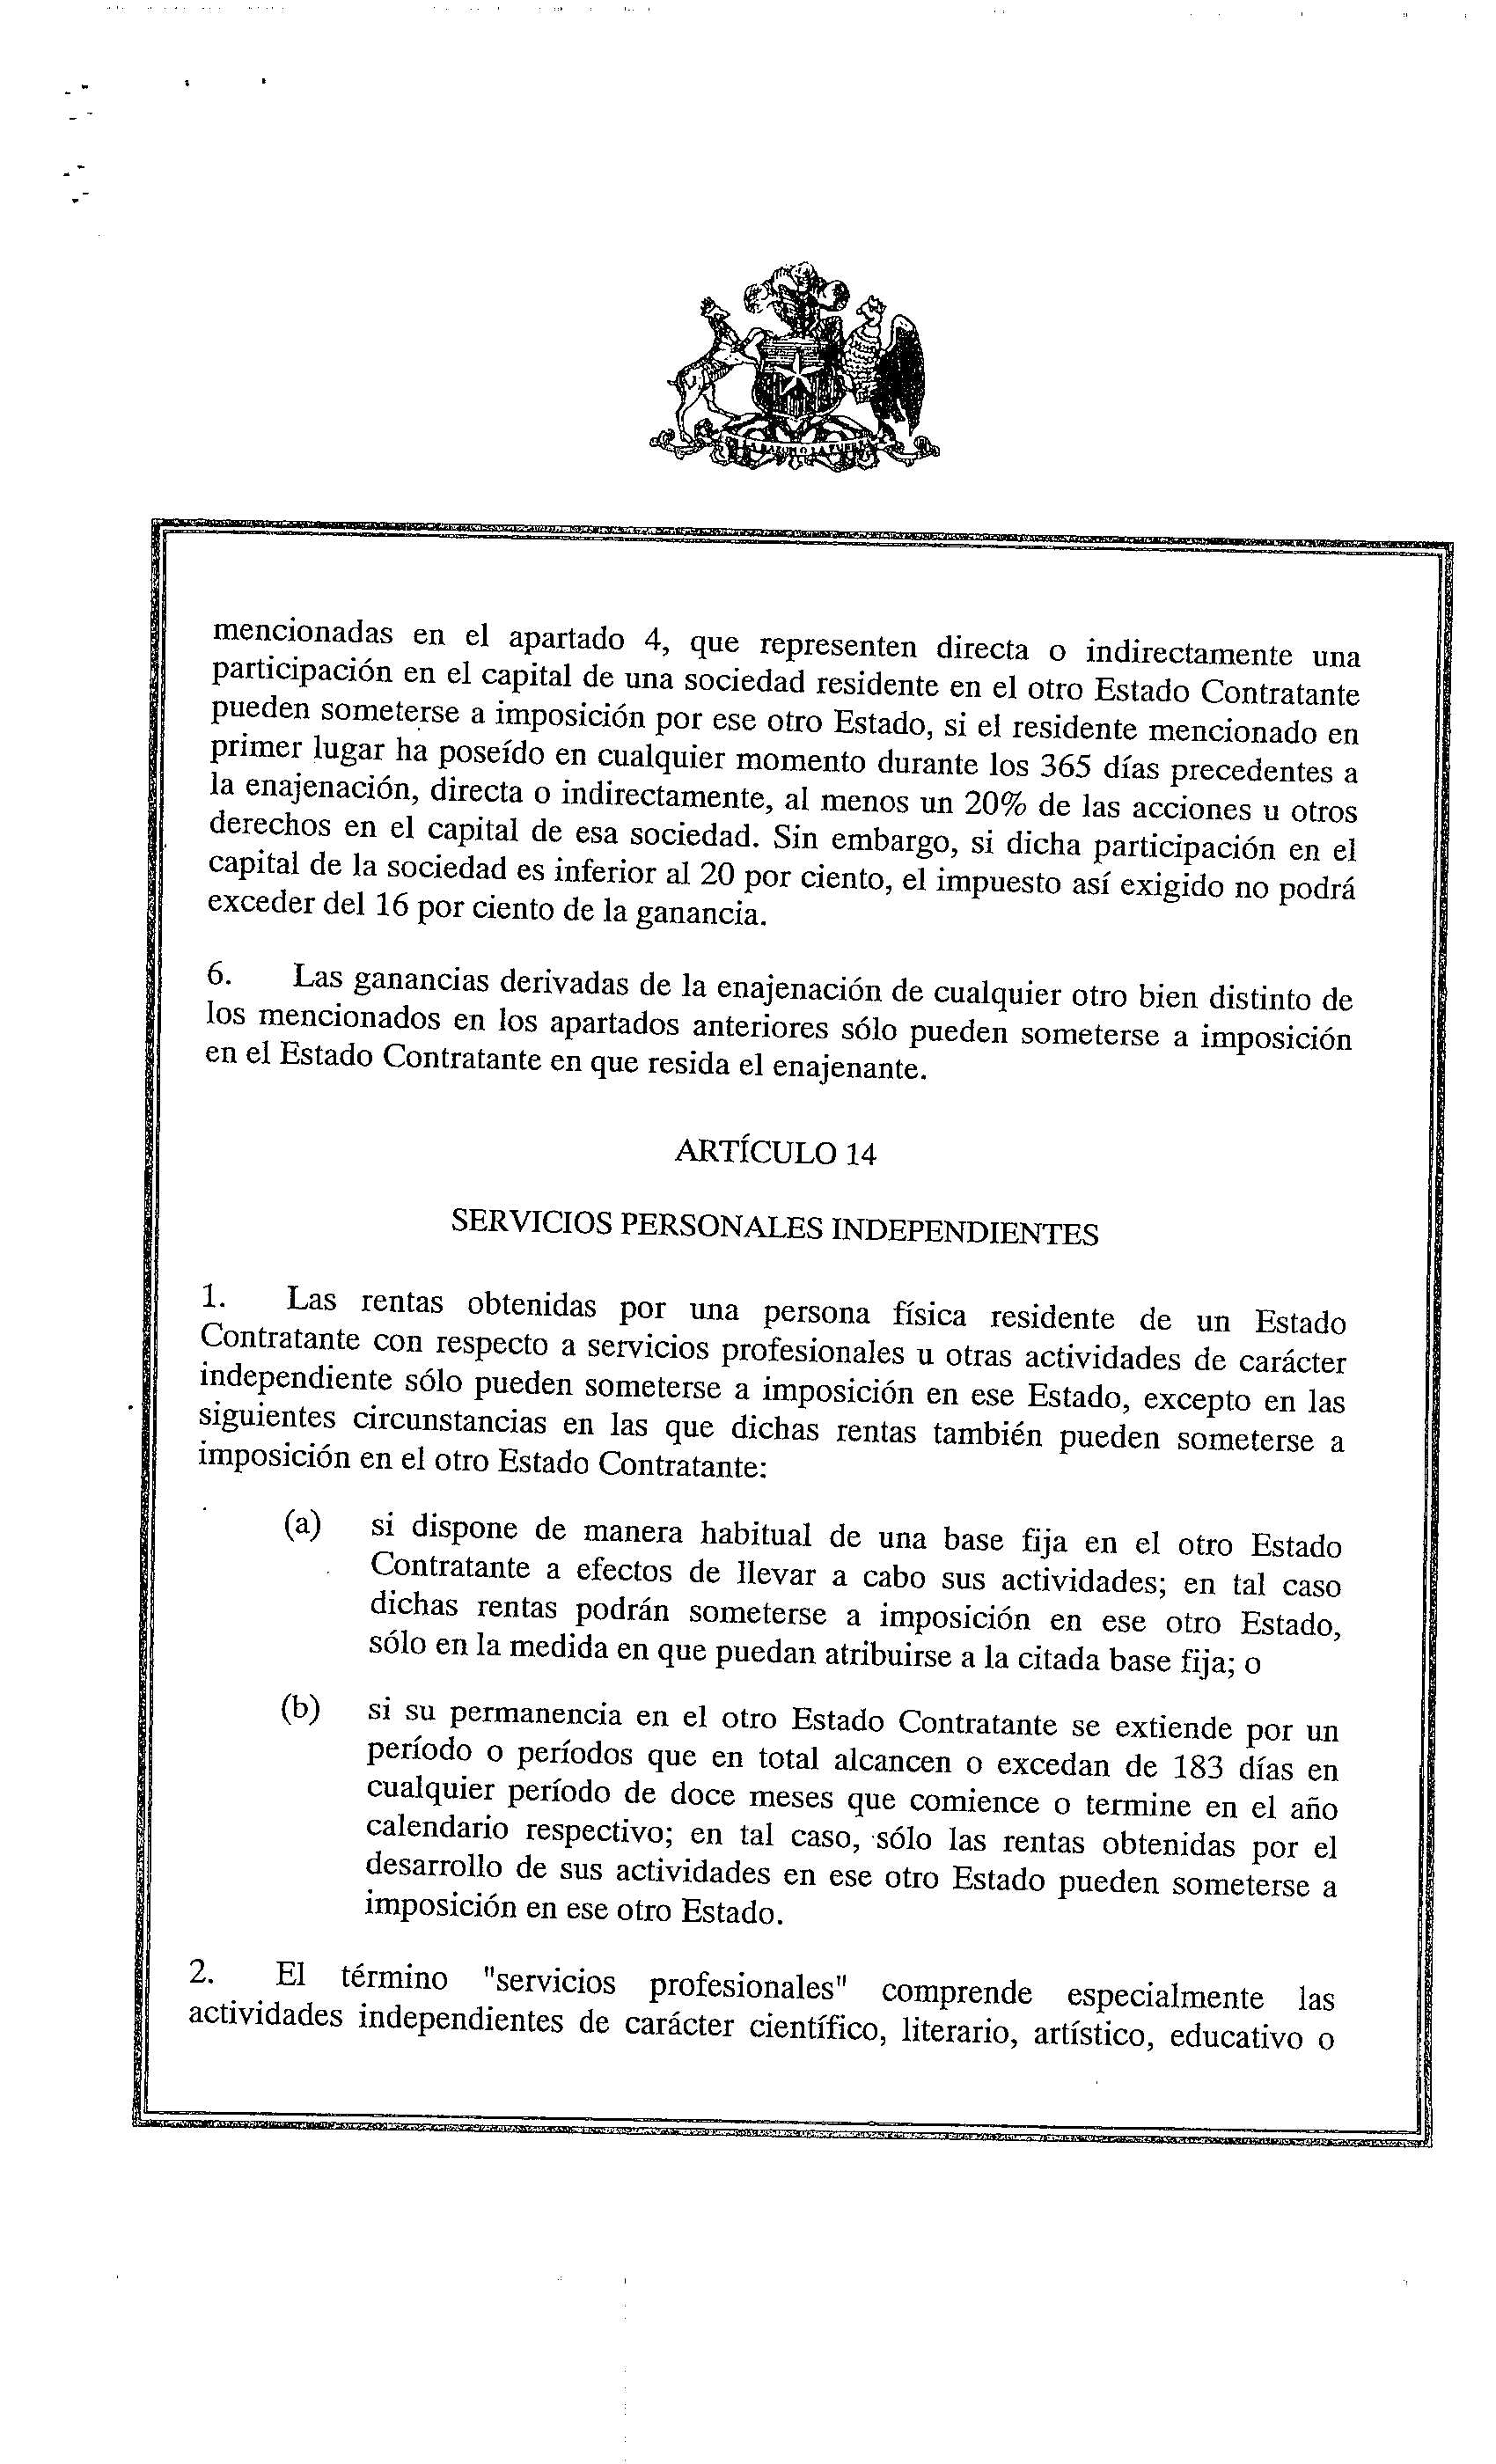 mencionadas en el apartado 4, que representen directa o indirectamente una
participación en el capital de una sociedad residente en el otro Estado Contratante
pueden someterse a imposición por ese otro Estado, si el residente mencionado en
primer lugar ha poseído en cualquier momento durante los 365 días precedentes a
la enajenación, directa o indirectamente, al menos un 20% de las acciones u otros
derechos en el capital de esa sociedad. Sin embargo, si dicha participación en el
capital de la sociedad es inferior al 20 por ciento, el impuesto así exigido no podrá
exceder del 16 por ciento de la ganancia.
6. Las ganancias derivadas de la enajenación de cualquier otro bien distinto de
los mencionados en los apartados anteriores sólo pueden someterse a imposición
en el Estado Contratante en que resida el enajenante.
ARTÍCULO 14
SERVICIOS PERSONALES INDEPENDIENTES
1. Las rentas obtenidas por una persona física residente de un Estado
Contratante con respecto a servicios profesionales u otras actividades de carácter
independiente sólo pueden someterse a imposición en ese Estado, excepto en las
siguientes circunstancias en las que dichas rentas también pueden someterse a
imposición en el otro Estado Contratante:
(a) si dispone de manera habitual de una base fija en el otro Estado
Contratante a efectos de llevar a cabo sus actividades; en tal caso
dichas rentas podrán someterse a imposición en ese otro Estado,
sólo en la medida en que puedan atribuirse a la citada base fija; o
(b) si su permanencia en el otro Estado Contratante se extiende por un
período o períodos que en total alcancen o excedan de 183 días en
cualquier período de doce meses que comience o termine en el año
calendario respectivo; en tal caso, sólo las rentas obtenidas por el
desarrollo de sus actividades en ese otro Estado pueden someterse a
imposición en ese otro Estado.
2. El término "servicios profesionales" comprende especialmente las
actividades independientes de carácter científico, literario, artístico, educativo o